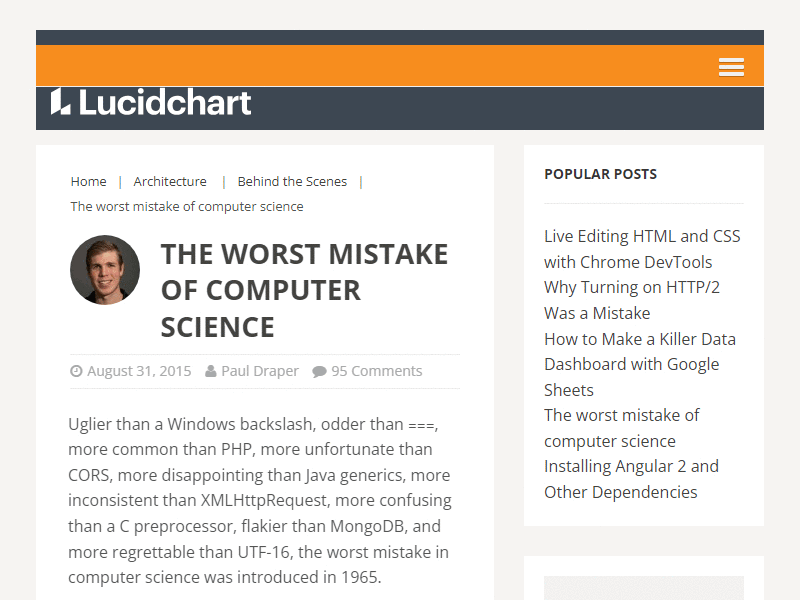 Lucidchart
Home | Architecture | Behind the Scenes |
The worst mistake of computer science
THE WORST MISTAKE
OF COMPUTER
SCIENCE
August 31, 2015 Paul Draper 95 Comments
Uglier than a Windows backslash, odder than ===,
more common than PHP, more unfortunate than
CORS, more disappointing than Java generics, more
inconsistent than XMLHttpRequest, more confusing
than a C preprocessor, flakier than MongoDB, and
more regrettable than UTF-16, the worst mistake in
computer science was introduced in 1965.
POPULAR POSTS
Live Editing HTML and CSS
with Chrome DevTools
Why Turning on HTTP/2
Was a Mistake
How to Make a Killer Data
Dashboard with Google
Sheets
The worst mistake of
computer science
Installing Angular 2 and
Other Dependencies